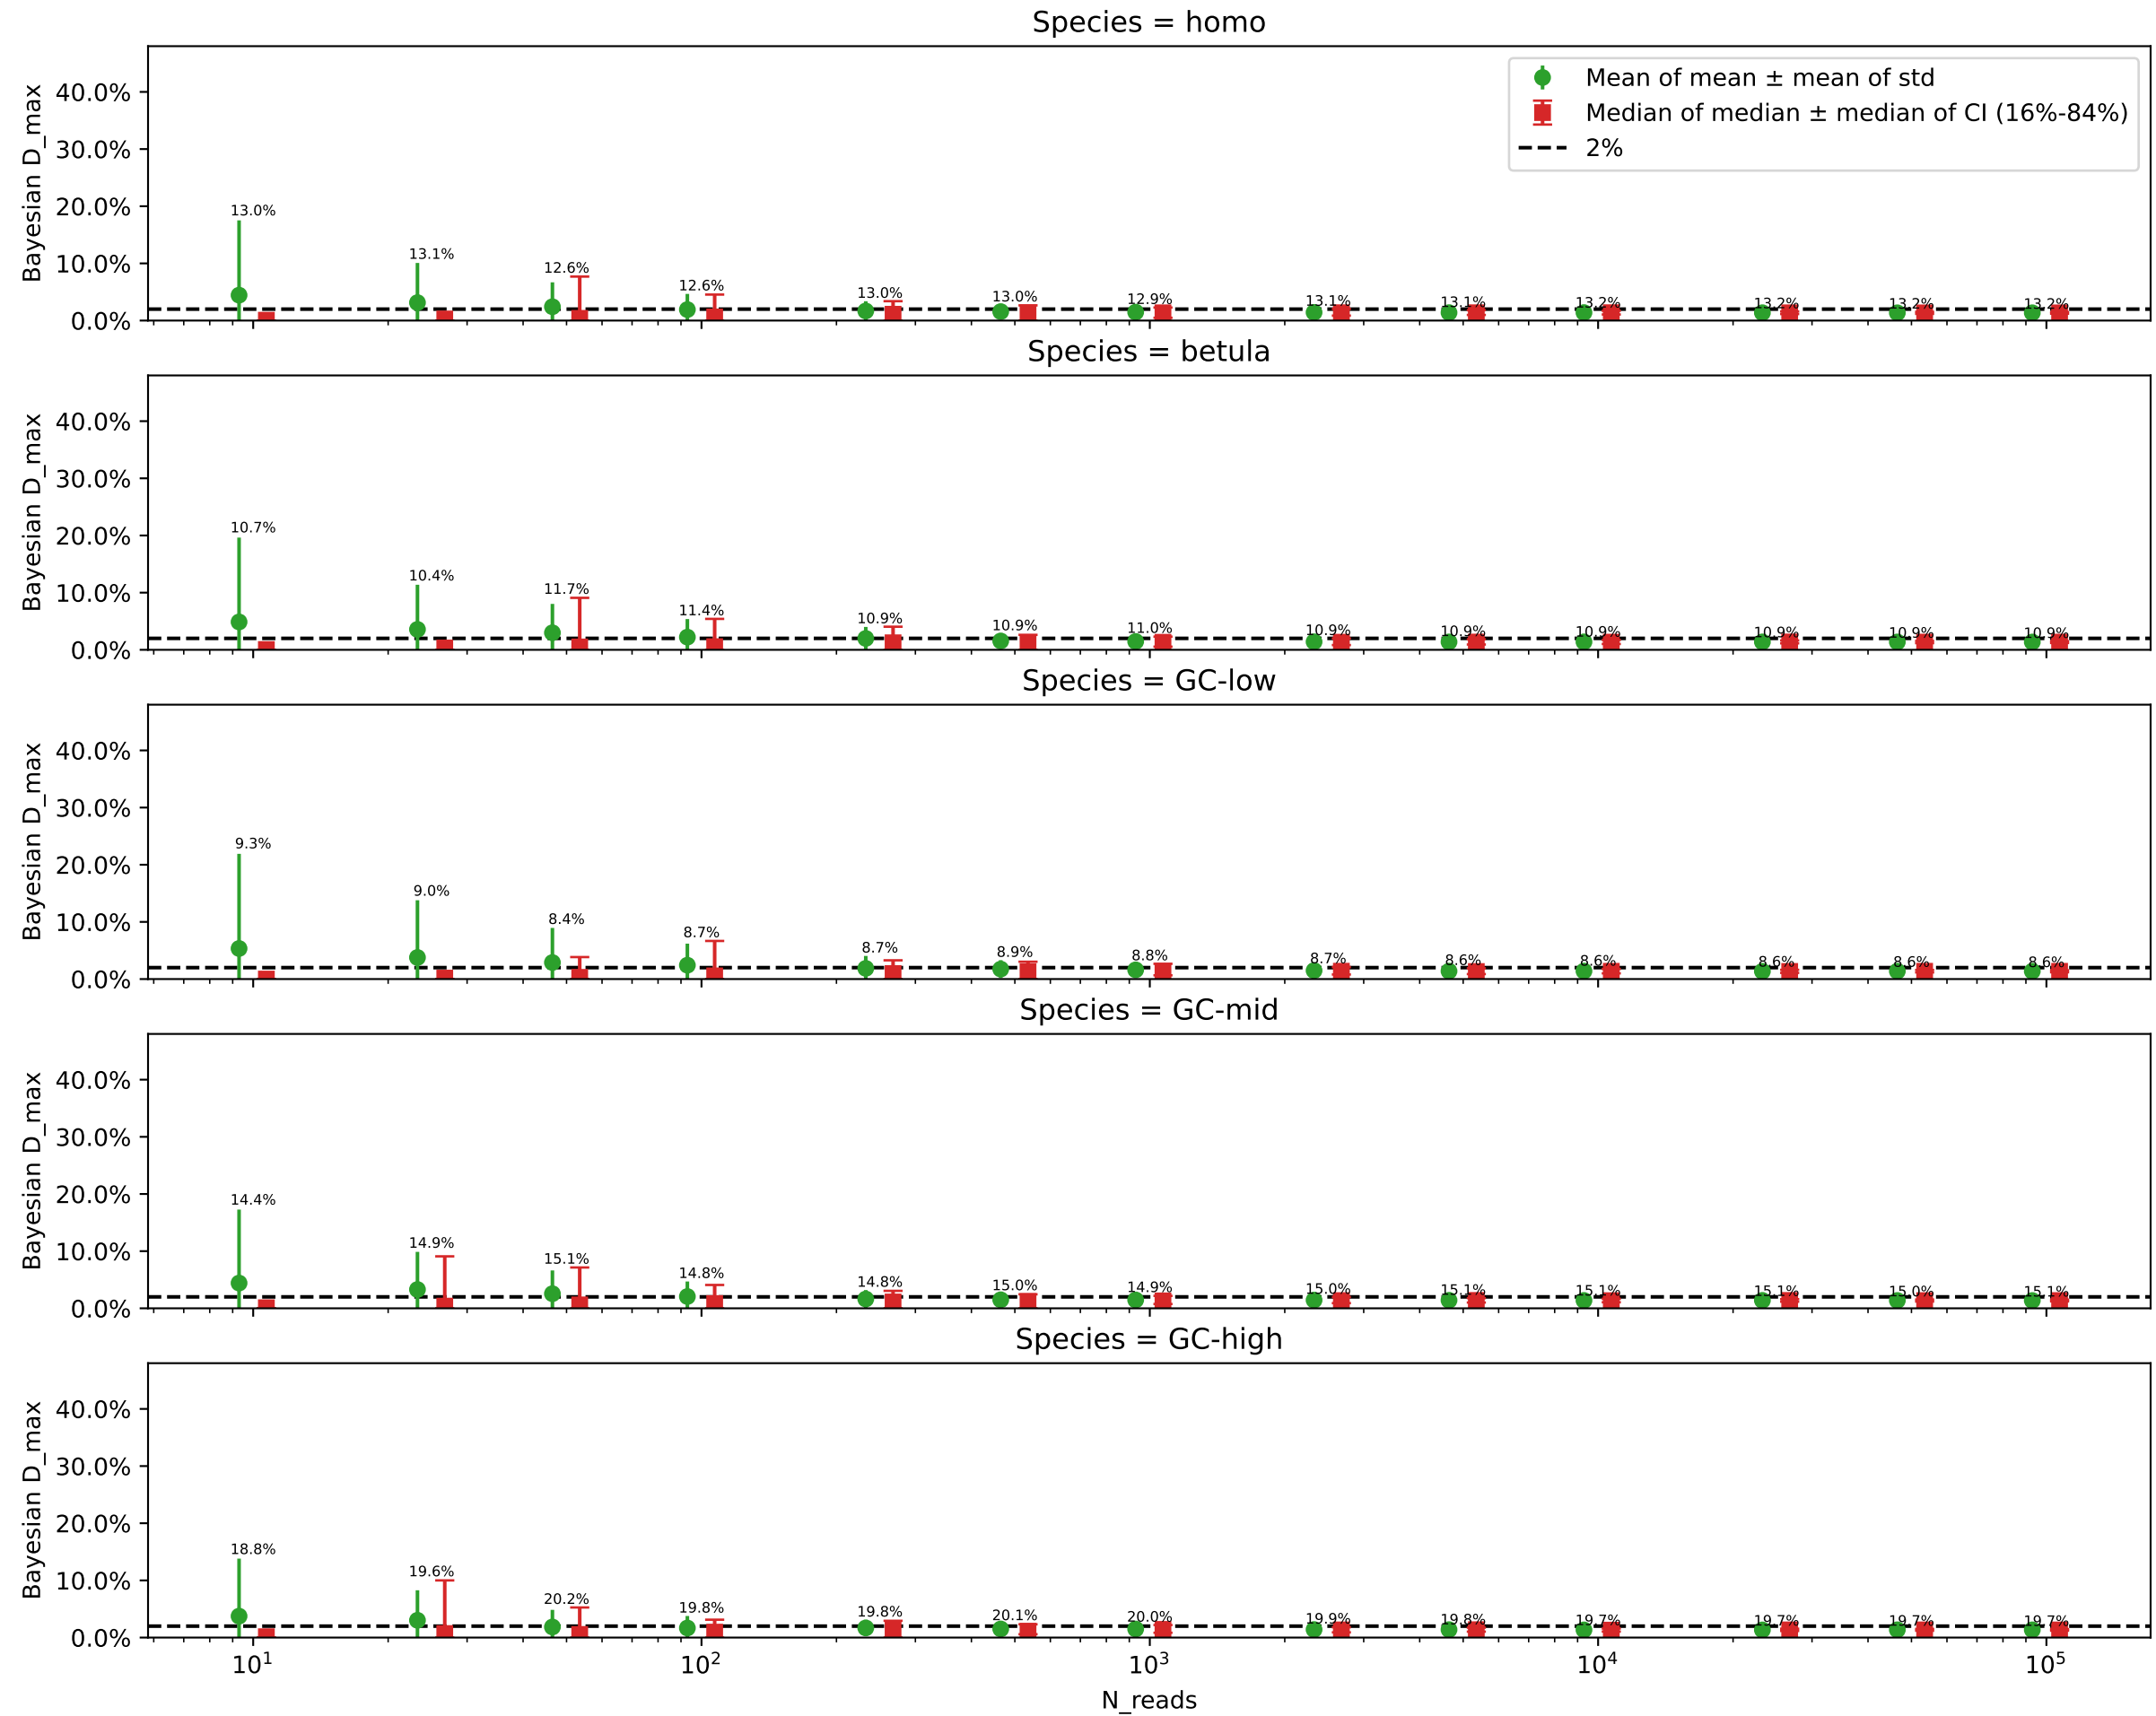 Species = homo
Bayesian D_max
40.0%
30.0%
20.0%
10.0%
0.0%
Mean of mean ± mean of std
Median of median ± median of CI (16%-84%)
2%
13.0% 13.1% 12.6% 12.6% 13.0% 13.0% 12.9% 13.1% 13.1% 13.2% 13.2% 13.2% 13.2%
Species = betula
Bayesian D_max
40.0%
30.0%
20.0%
10.0%
0.0%
10.7% 10.4% 11.7% 11.4% 10.9% 10.9% 11.0% 10.9% 10.9% 10.9% 10.9% 10.9% 10.9%
Species = GC-low
Bayesian D_max
40.0%
30.0%
20.0%
10.0%
0.0%
9.3% 9.0% 8.4% 8.7% 8.7% 8.9% 8.8% 8.7% 8.6% 8.6% 8.6% 8.6% 8.6%
Species = GC-mid
Bayesian D_max
40.0%
30.0%
20.0%
10.0%
0.0%
14.4% 14.9% 15.1% 14.8% 14.8% 15.0% 14.9% 15.0% 15.1% 15.1% 15.1% 15.0% 15.1%
Species = GC-high
Bayesian D_max
40.0%
30.0%
20.0%
10.0%
0.0%
18.8% 19.6% 20.2% 19.8% 19.8% 20.1% 20.0% 19.9% 19.8% 19.7% 19.7% 19.7% 19.7%
10¹ 10² 10³ 10⁴ 10⁵
N_reads